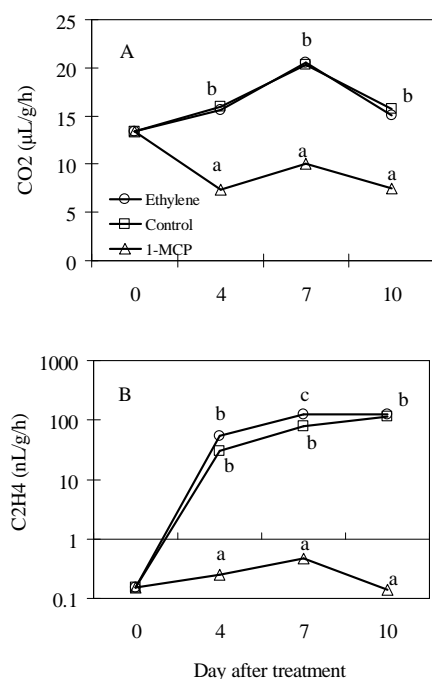 25
A
b
20
b
b
CO2 (µL/g/h)
15
10
a
a
a
5
Ethylene
Control
1-MCP
0
0 4 7 10
1000
B
b
c
b
100
b
b
C2H4 (nL/g/h)
10
1
a
a
a
0.1
0 4 7 10
Day after treatment